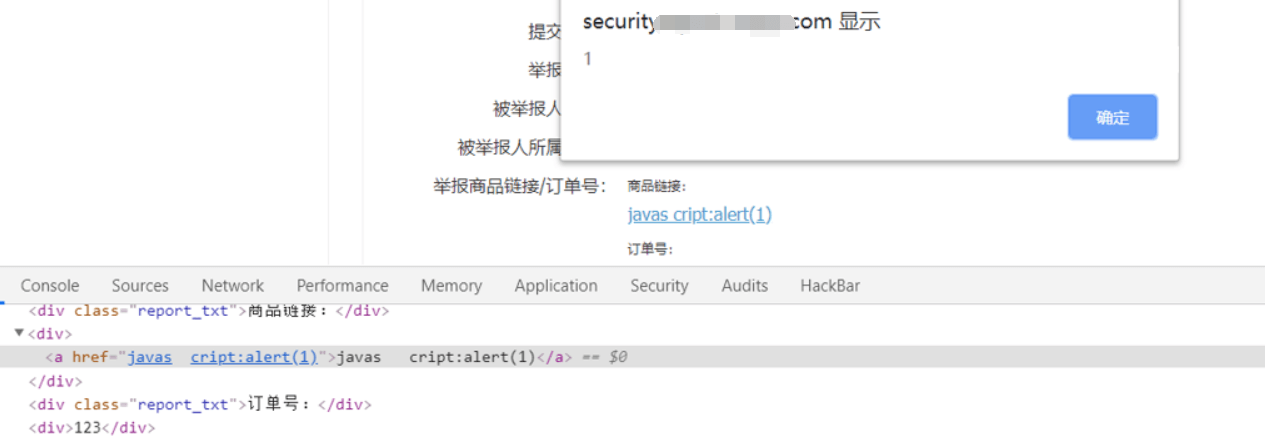 security com 显示
1
确定
提交
举报
被举报人
被举报人所属
举报商品链接/订单号: 商品链接:
javas cript:alert(1)
订单号:
Console Sources Network Performance Memory Application Security Audits HackBar
<div class="report_txt">商品链接: </div>
▼<div>
<a href="javas  cript:alert(1)">javas   cript:alert(1)</a> == $0
</div>
<div class="report_txt">订单号: </div>
<div>123</div>